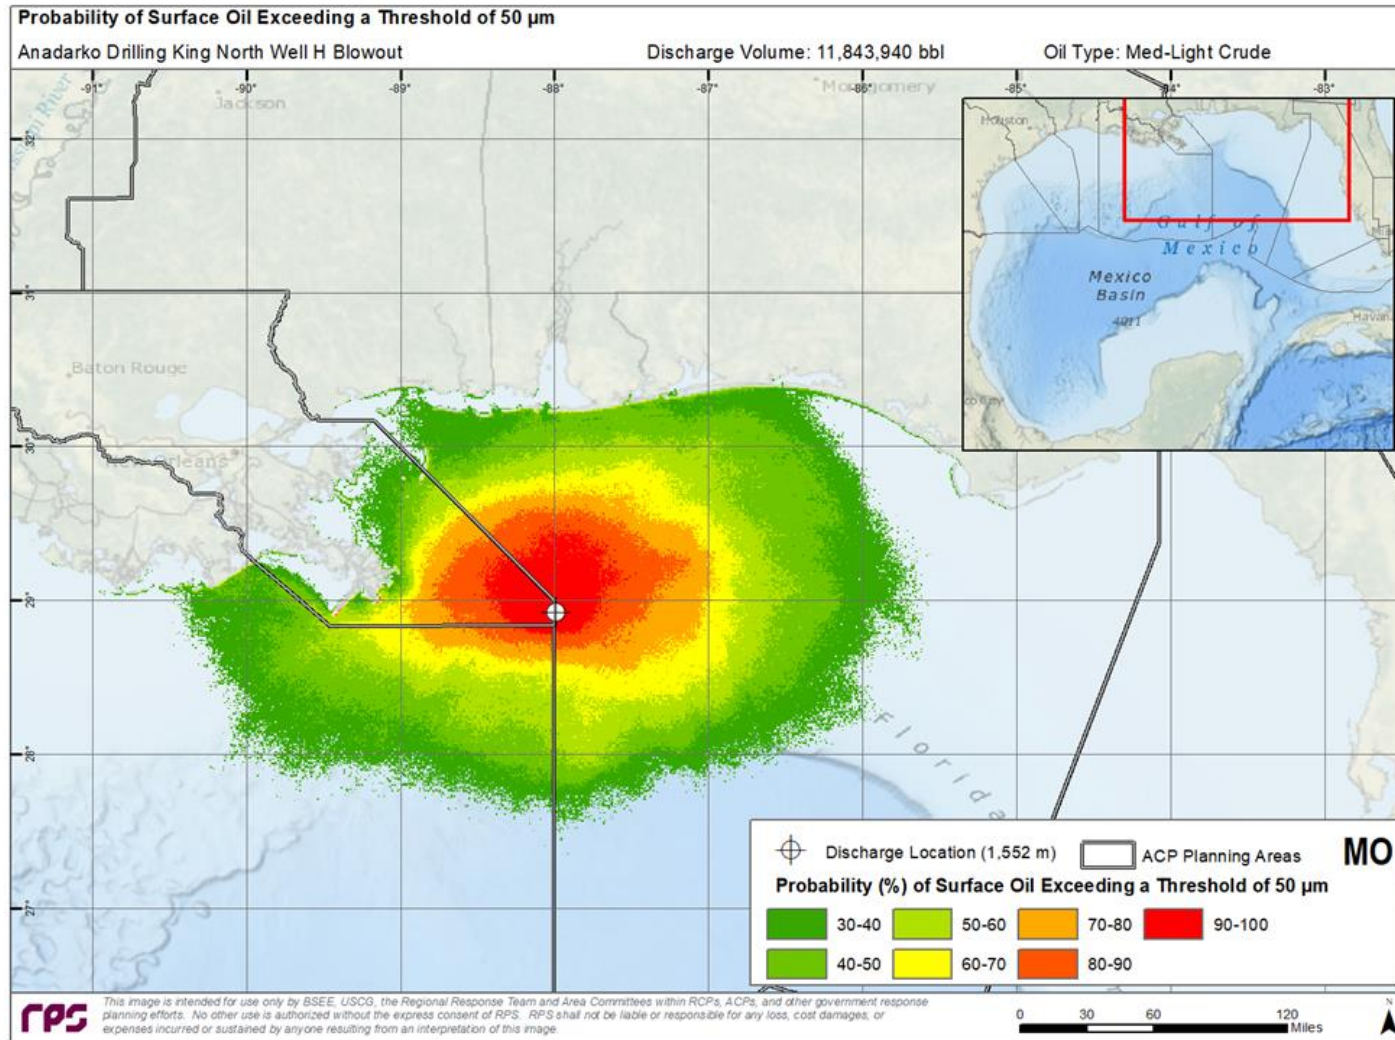 Probability of Surface Oil Exceeding a Threshold of 50 µm
Anadarko Drilling King North Well H Blowout Discharge Volume: 11,843,940 bbl Oil Type: Med-Light Crude
-91° -90° -89° -88° -87° -86° -85° -84° -83°
Jackson
Montgomery
Houston
32°
Gulf of
Mexico
Mexico
Basin
31°
Havan
Baton Rouge
30°
29°
Florida
28°
27°
Discharge Location (1,552 m) ACP Planning Areas MO
Probability (%) of Surface Oil Exceeding a Threshold of 50 µm
30-40 50-60 70-80 90-100
40-50 60-70 80-90
rps
This image is intended for use only by BSEE, USCG, the Regional Response Team and Area Committees within RCPs, ACPs, and other government response
planning efforts. No other use is authorized without the express consent of RPS. RPS shall not be liable or responsible for any loss, cost damages, or
expenses incurred or sustained by anyone resulting from an interpretation of this image.
0 30 60 120
Miles
N